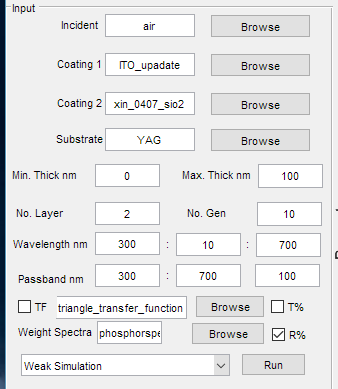 Input
Incident air Browse
Coating 1 ITO_upadate Browse
Coating 2 xin_0407_sio2 Browse
Substrate YAG Browse
Min. Thick nm 0 Max. Thick nm 100
No. Layer 2 No. Gen 10
Wavelength nm 300 : 10 : 700
Passband nm 300 : 700 100
TF triangle_transfer_function Browse T%
Weight Spectra phosphorspe Browse R%
Weak Simulation Run